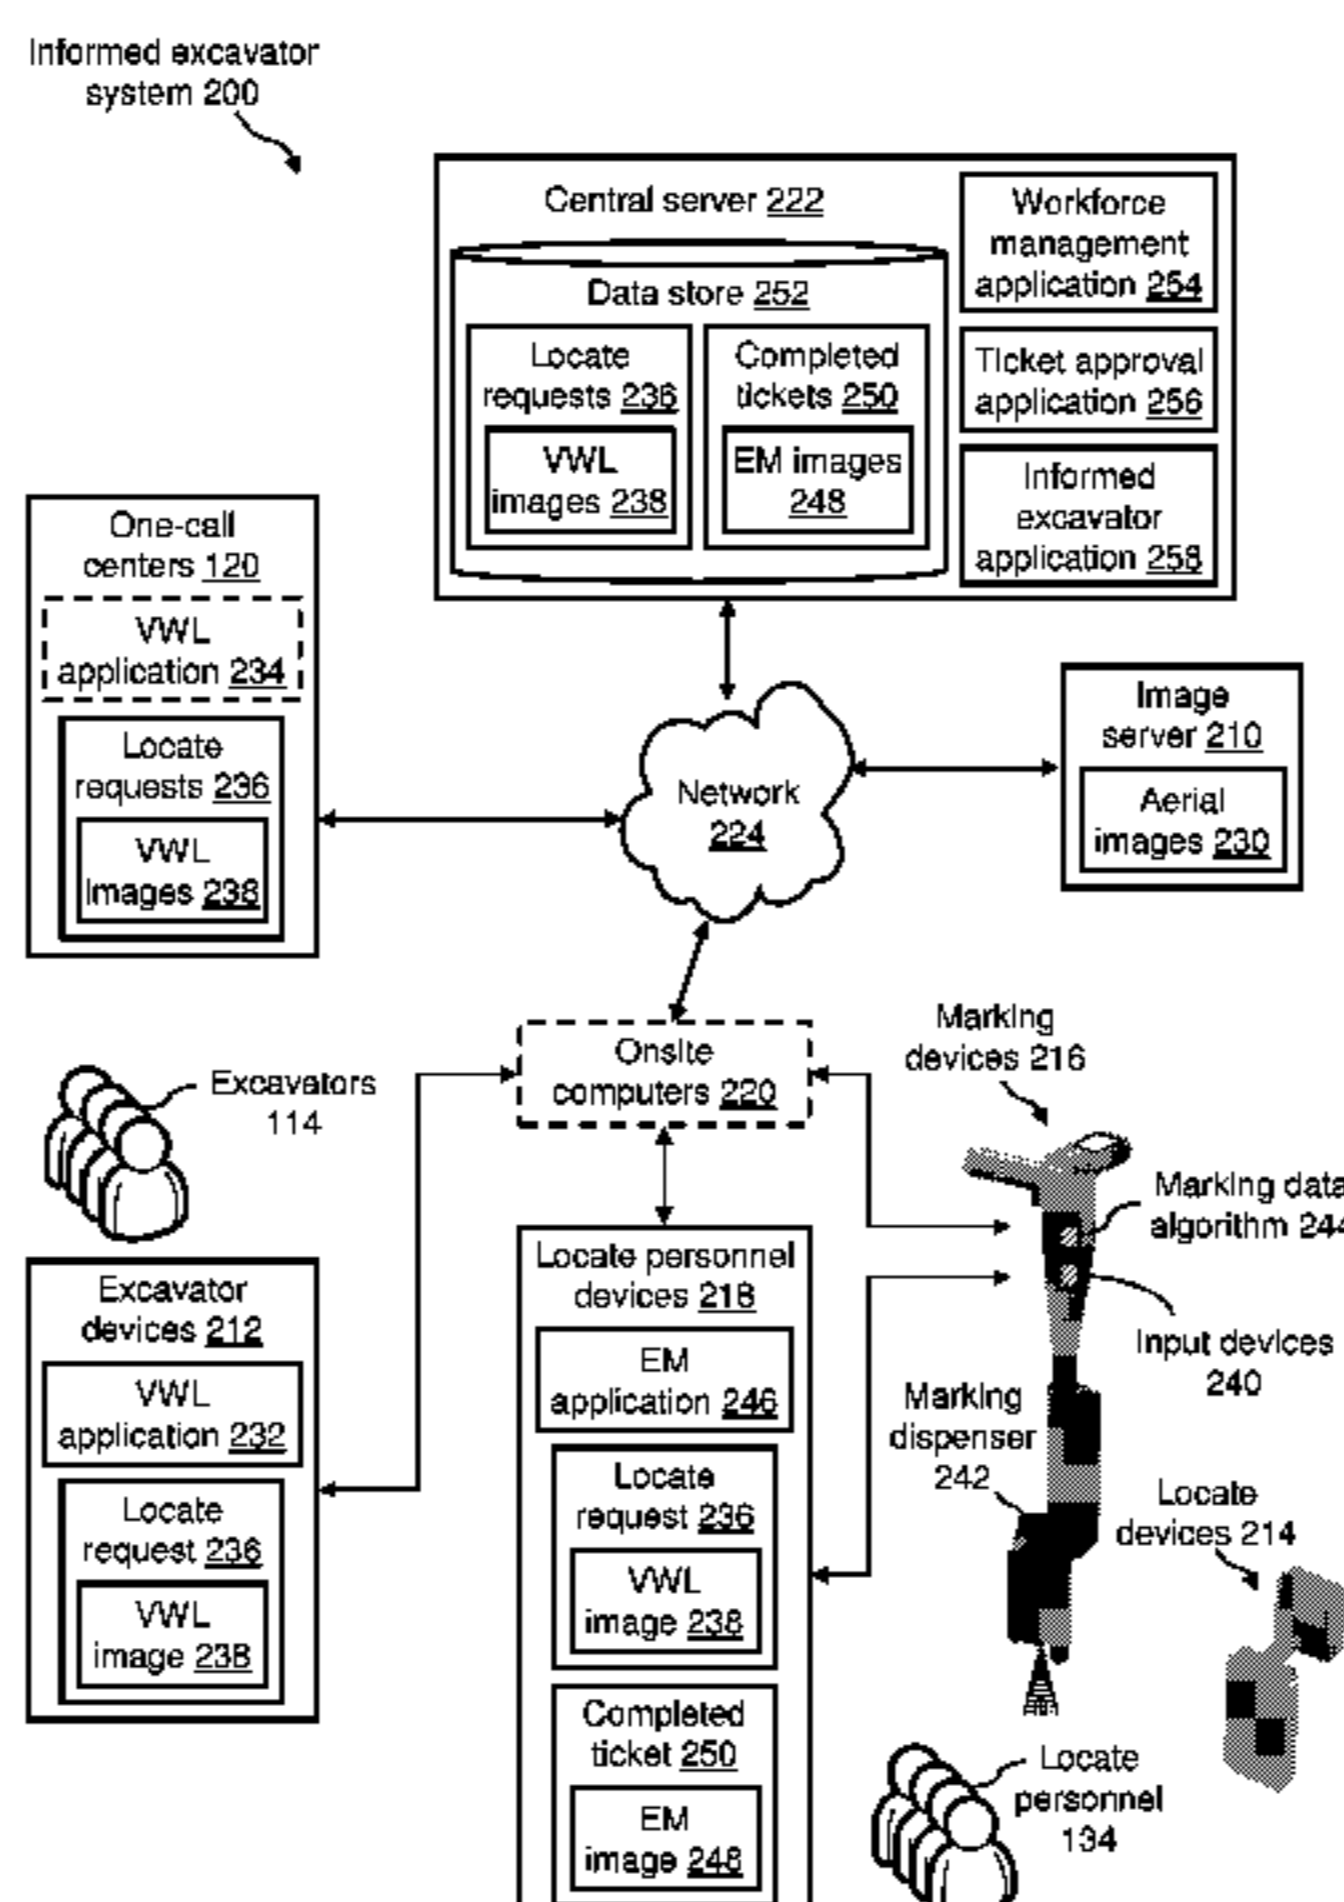 Informed excavator
system 200
Central server 222
Data store 252
Locate
requests 236
VWL
images 238
Completed
tickets 250
EM images
248
Workforce
management
application 254
Ticket approval
application 256
Informed
excavator
application 258
One-call
centers 120
VWL
application 234
Locate
requests 236
VWL
Images 238
Network
224
Image
server 210
Aerial
images 230
Onsite
computers 220
Marking
devices 216
Excavators
114
Marking data
algorithm 244
Input devices
240
Excavator
devices 212
VWL
application 232
Locate
request 236
VWL
image 238
Locate personnel
devices 218
EM
application 246
Locate
request 236
VWL
image 238
Completed
ticket 250
EM
image 248
Marking
dispenser
242
Locate
devices 214
Locate
personnel
134